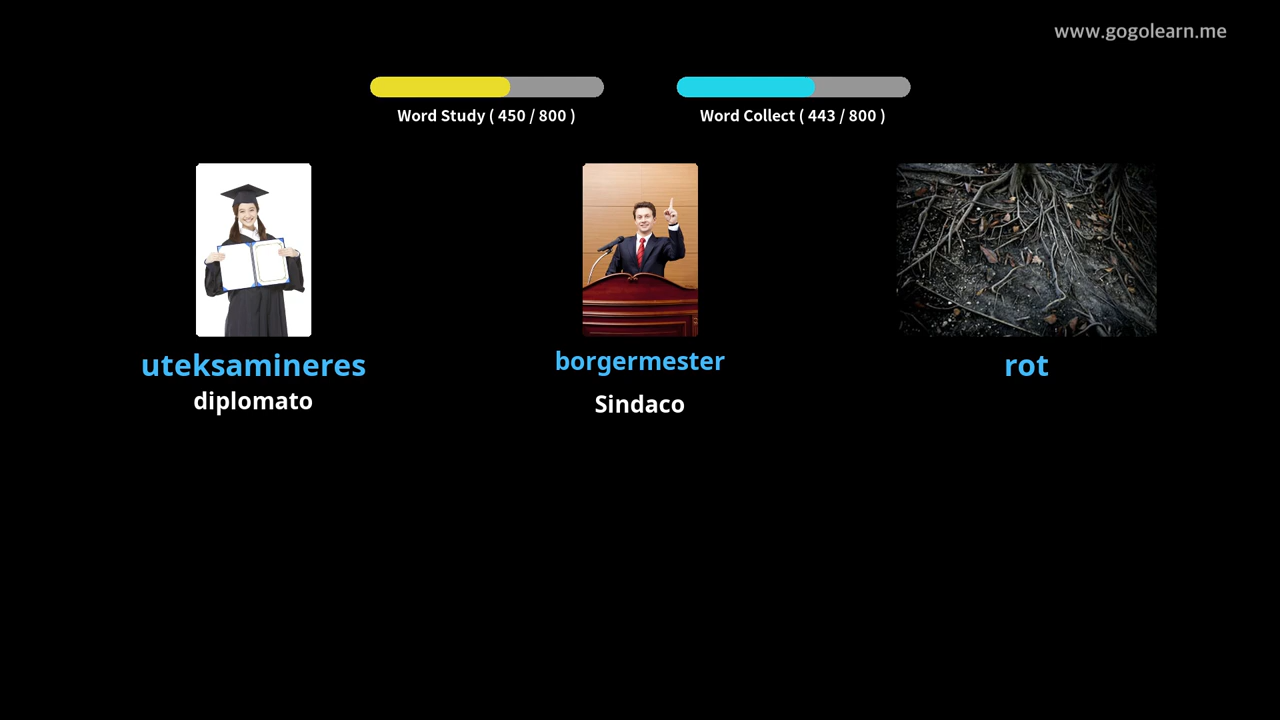 www.gogolearn.me
Word Study ( 450 / 800 )
Word Collect ( 443 / 800 )
uteksamineres
diplomato
borgermester
Sindaco
rot